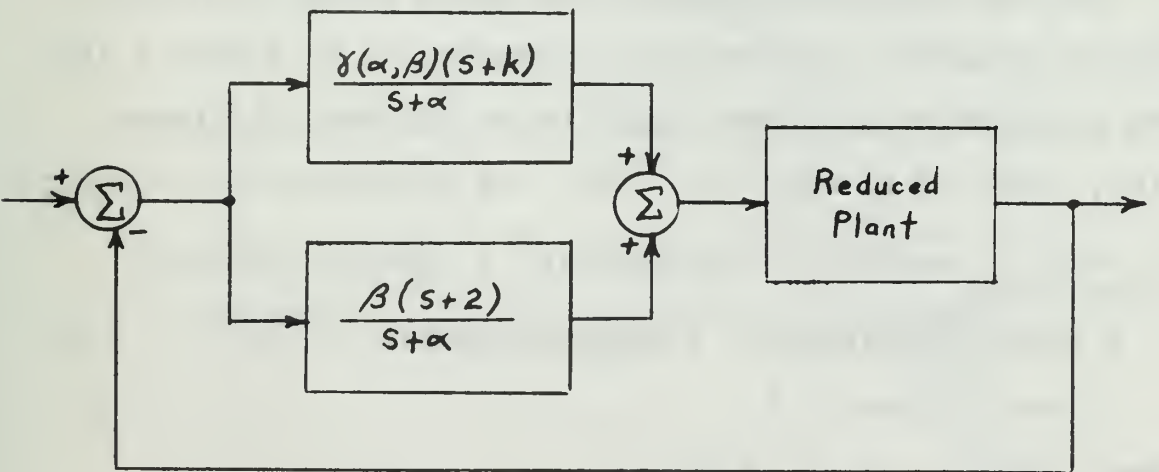 γ(α,β)(s+k)
s+α
+
Σ
-
+
Σ
+
Reduced
Plant
β(s+2)
s+α